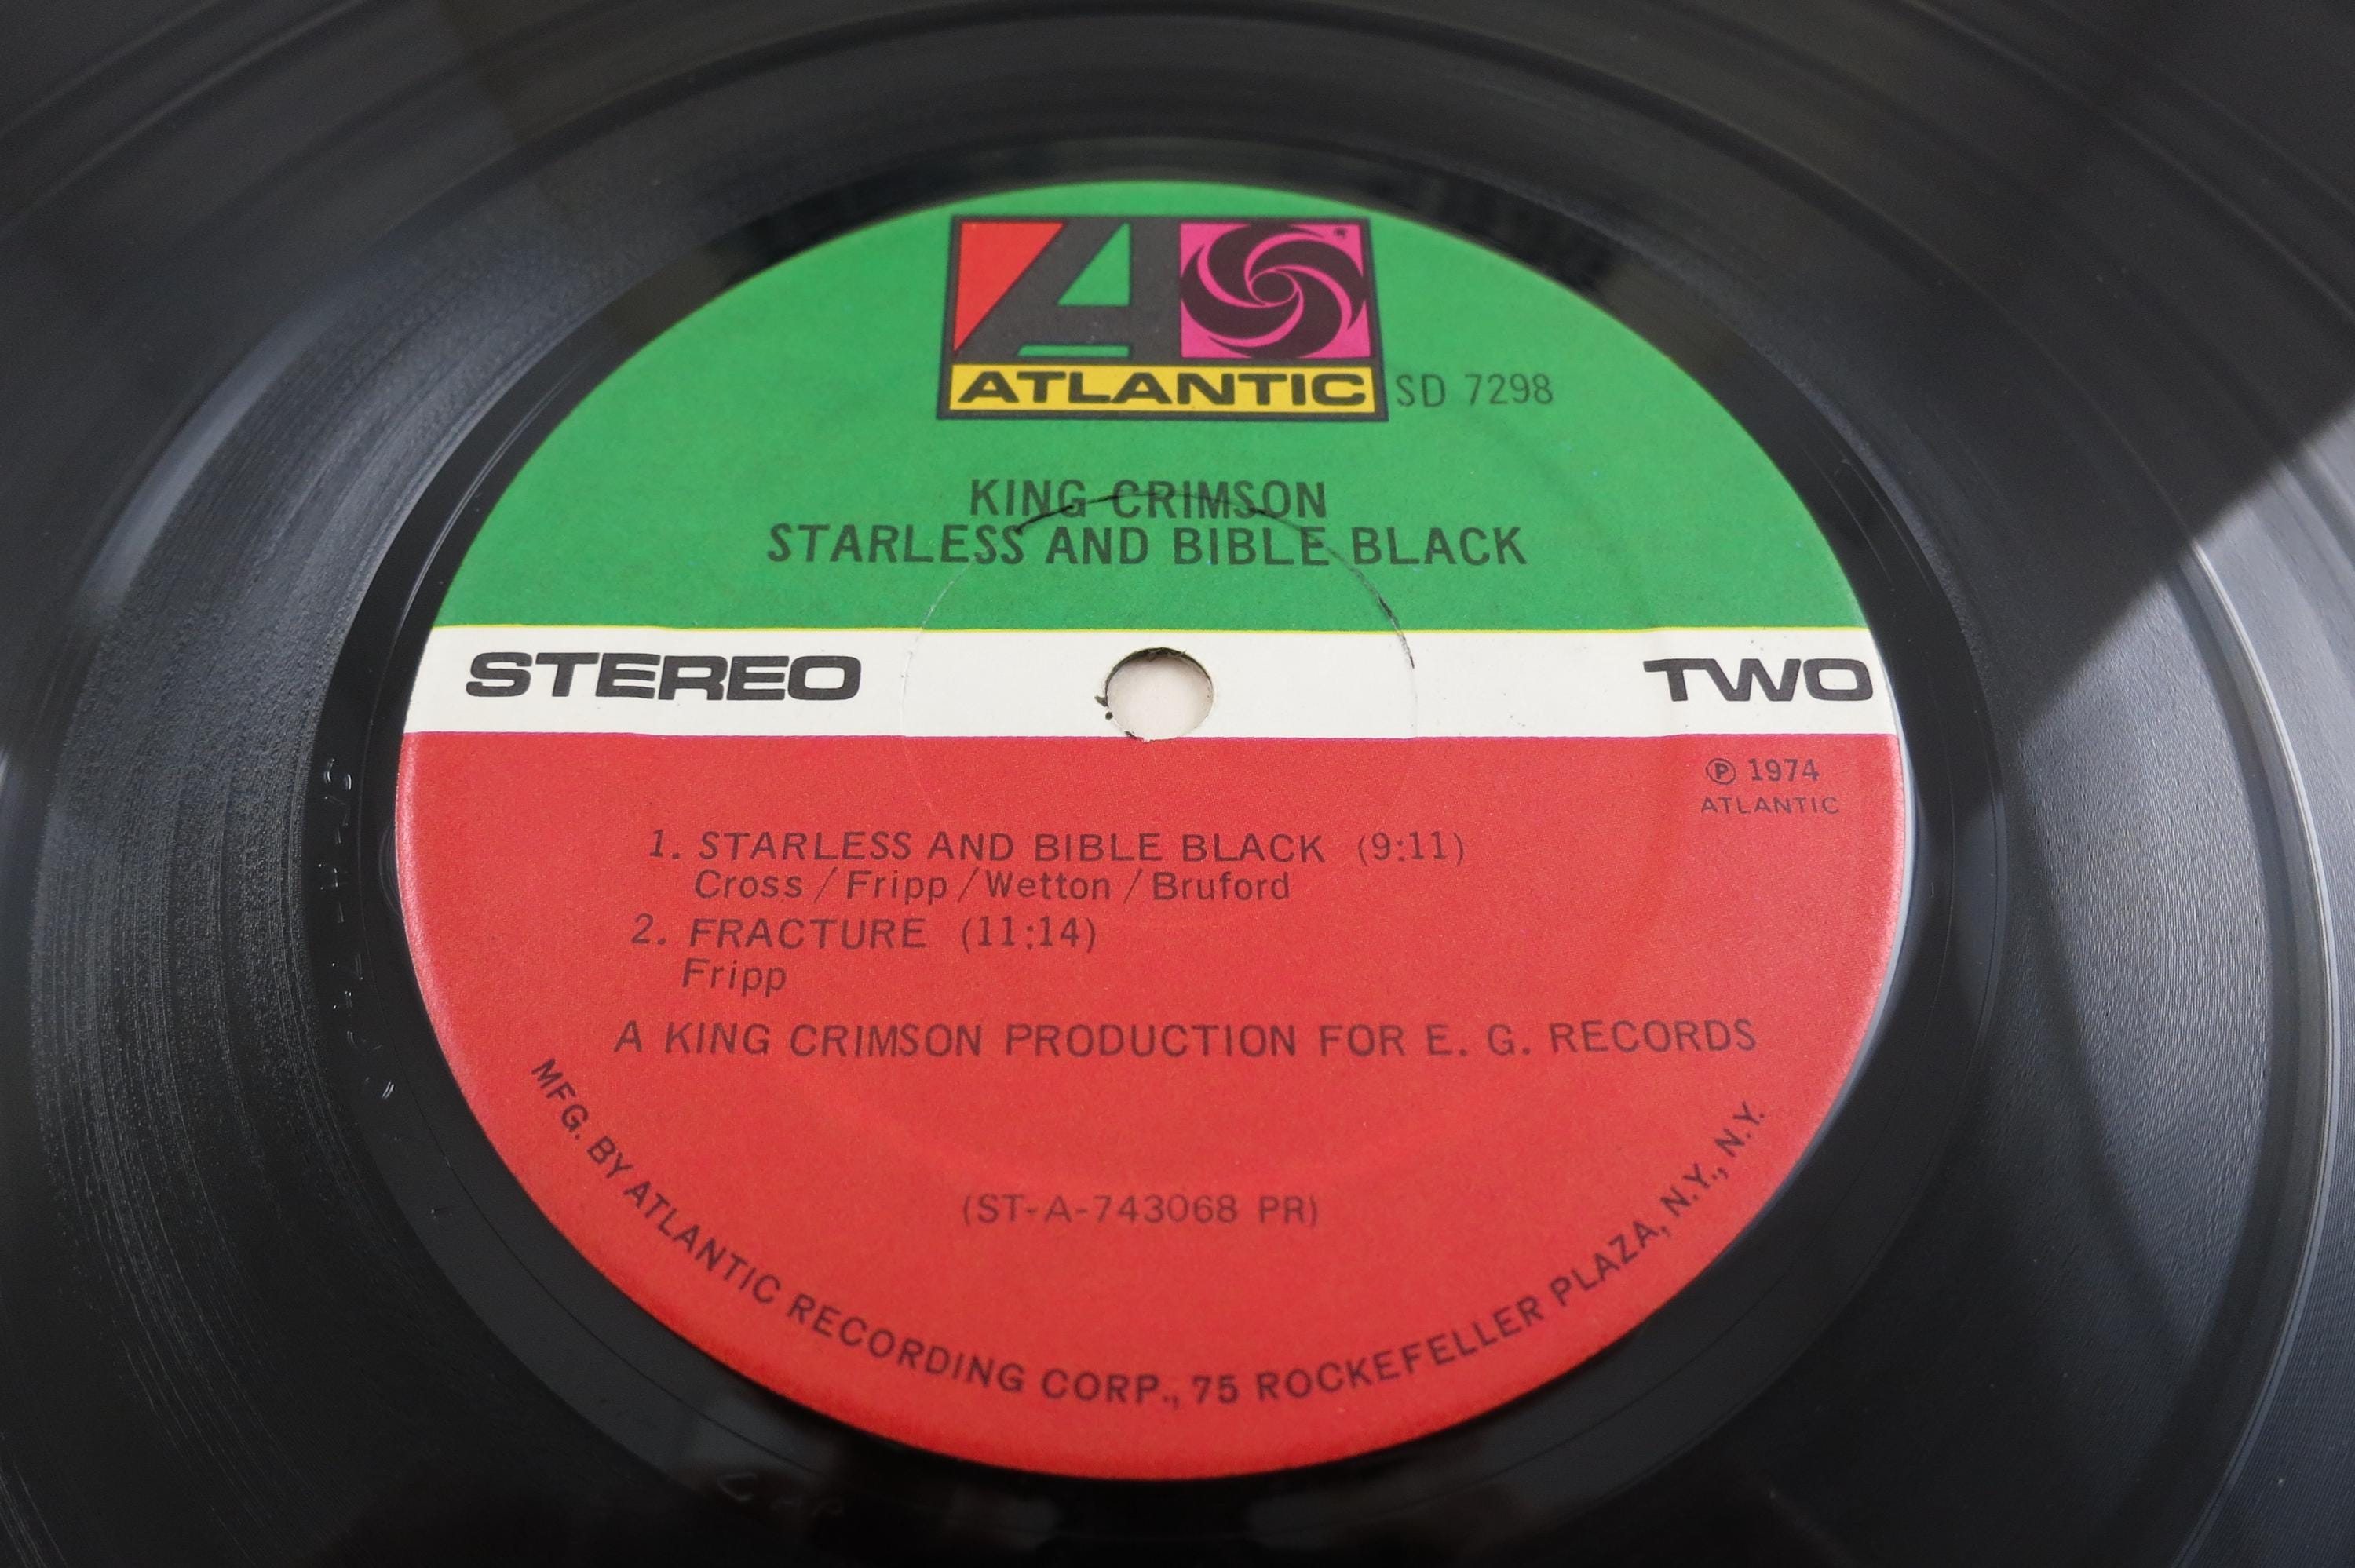 ATLANTIC SD 7298
KING CRIMSON
STARLESS AND BIBLE BLACK
STEREO TWO
℗ 1974
ATLANTIC
1. STARLESS AND BIBLE BLACK (9:11)
Cross / Fripp / Wetton / Bruford
2. FRACTURE (11:14)
Fripp
A KING CRIMSON PRODUCTION FOR E. G. RECORDS
(ST-A-743068 PR)
MFG. BY ATLANTIC RECORDING CORP., 75 ROCKEFELLER PLAZA, N.Y., N.Y.